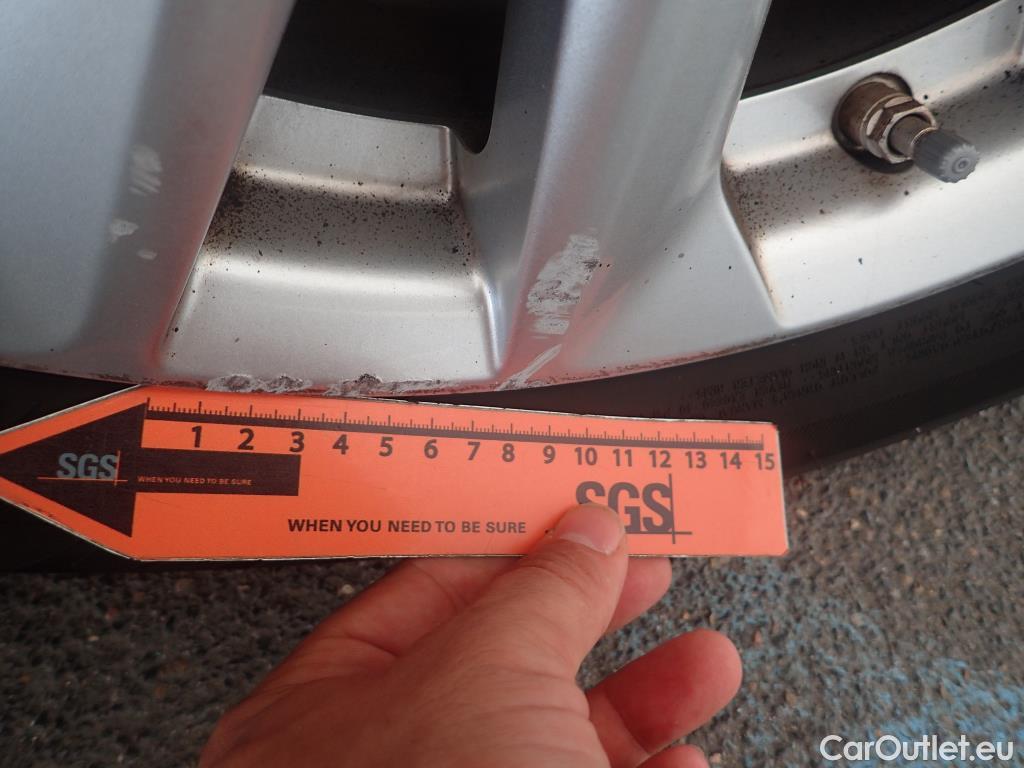 1 2 3 4 5 6 7 8 9 10 11 12 13 14 15
SGS
WHEN YOU NEED TO BE SURE
SGS
WHEN YOU NEED TO BE SURE
CarOutlet.eu